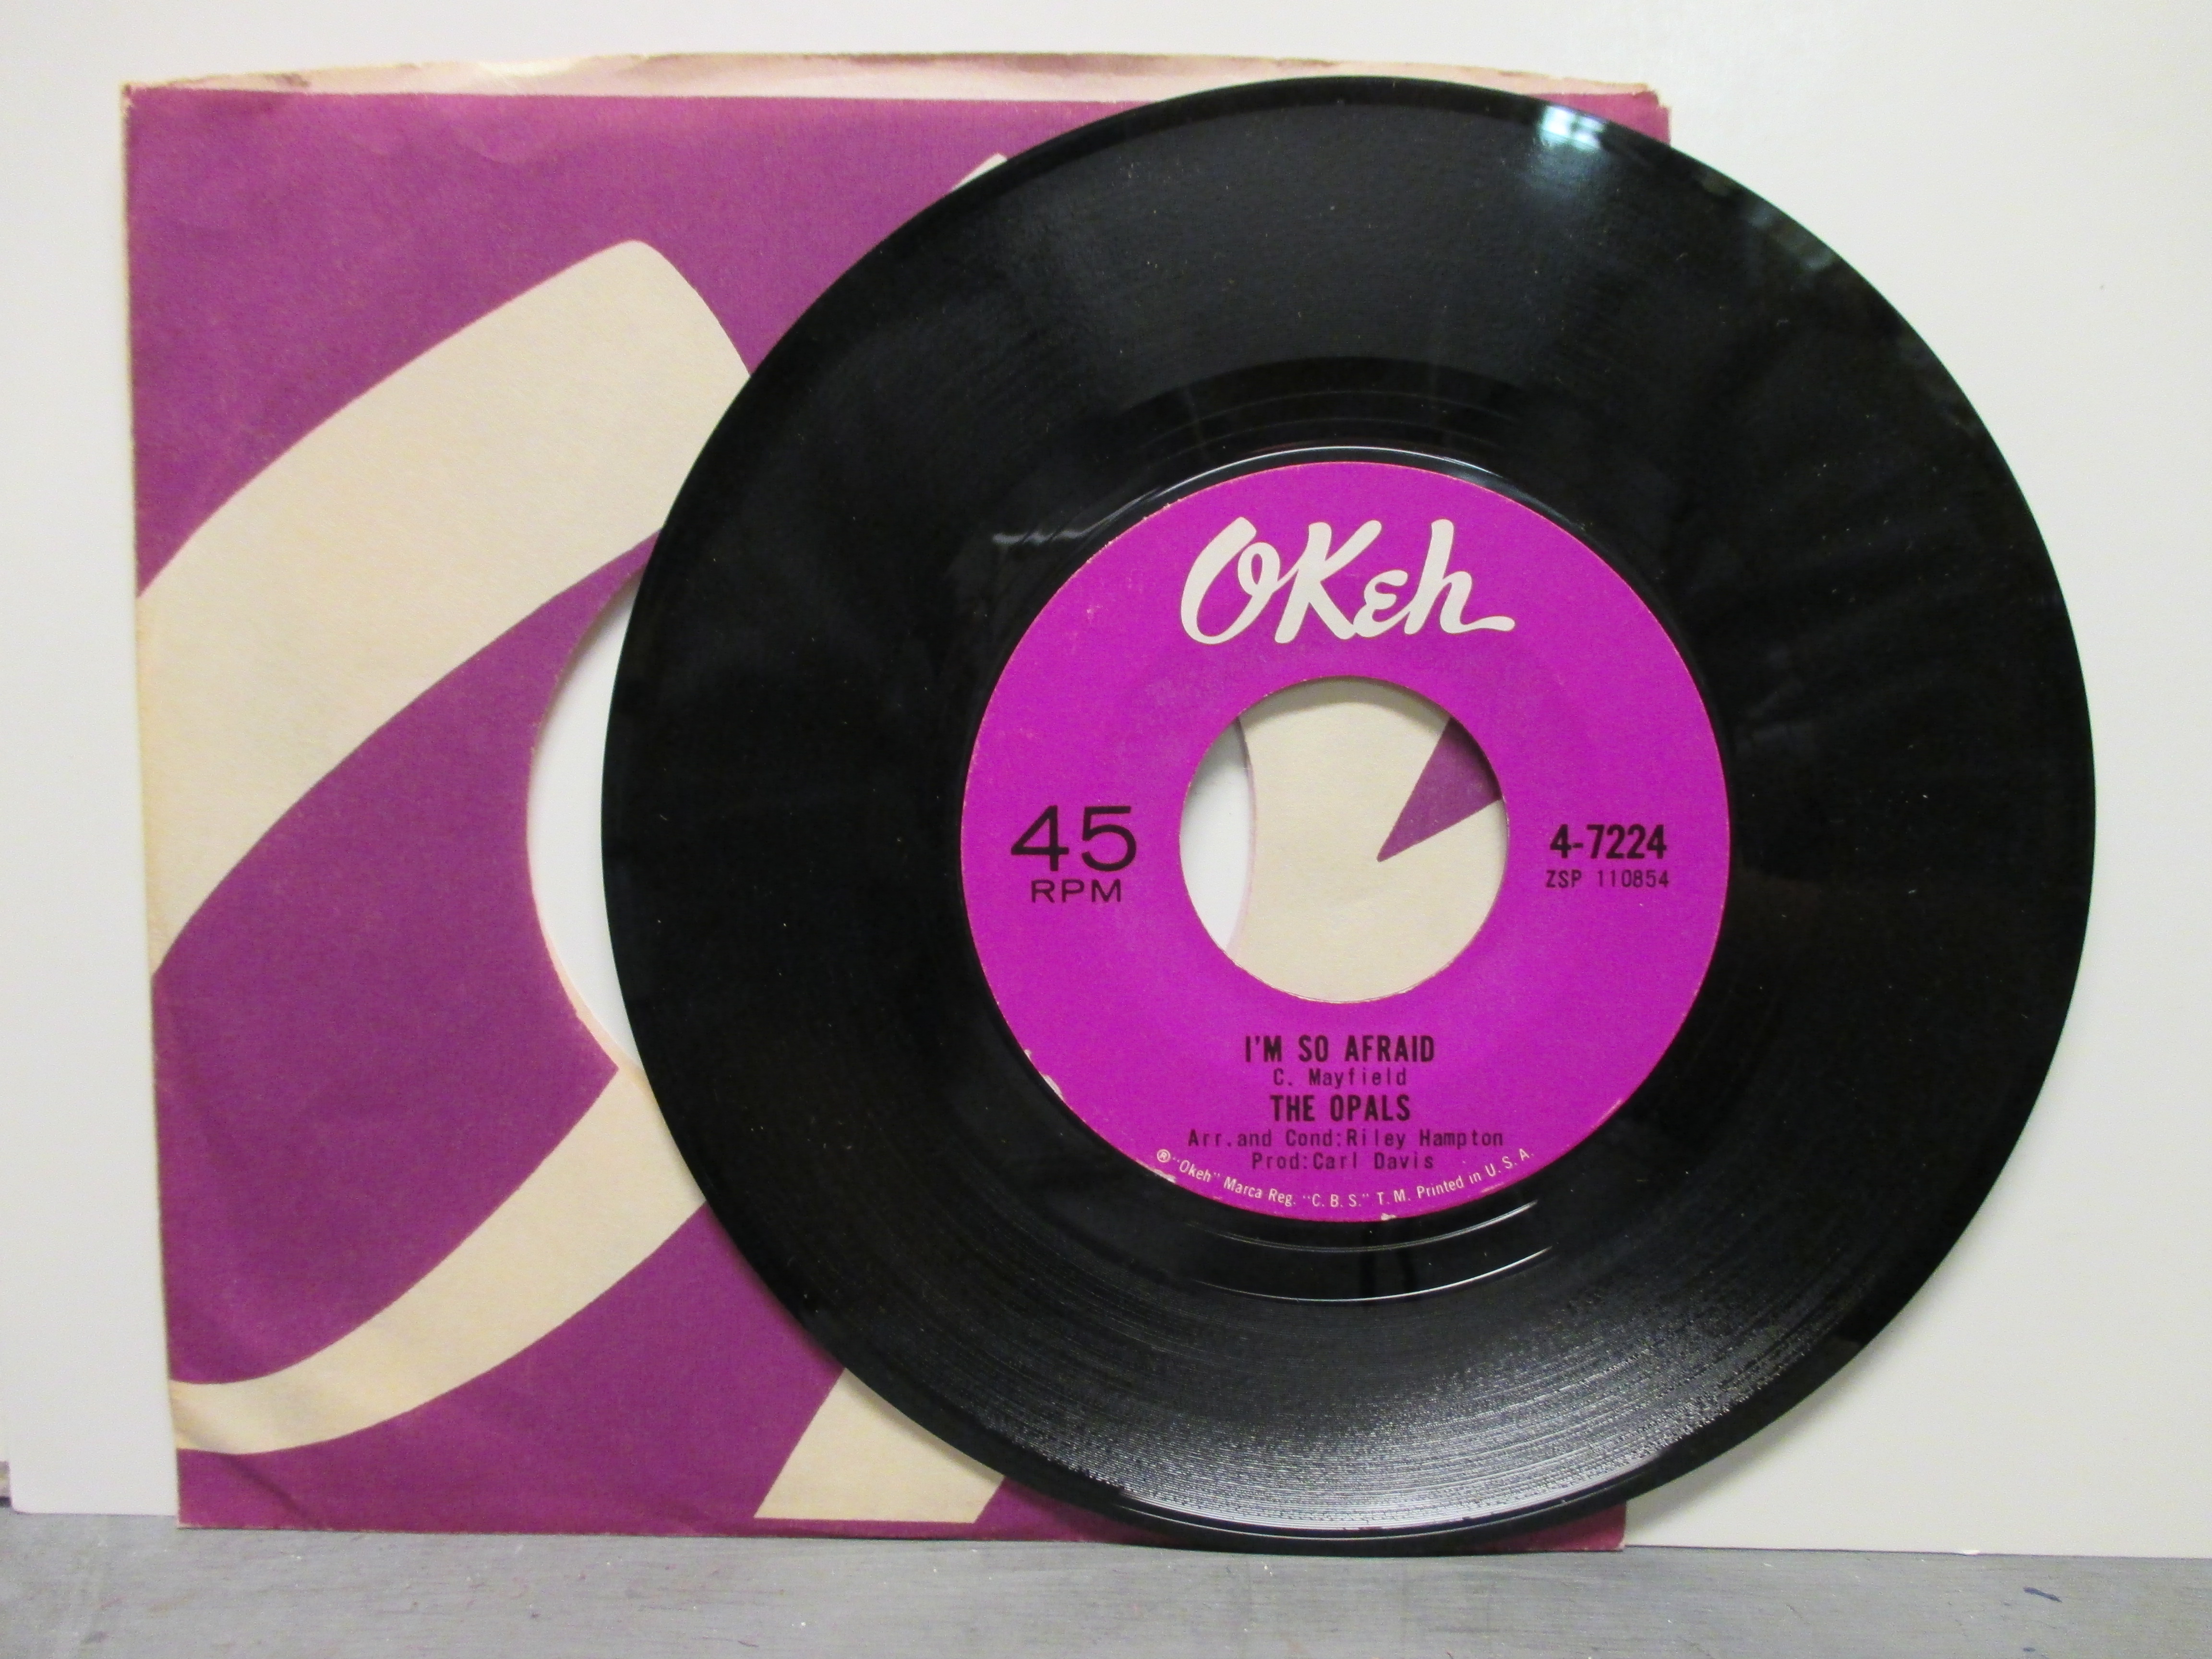 OKeh
45
RPM
4-7224
ZSP 110854
I'M SO AFRAID
C. Mayfield
THE OPALS
Arr.and Cond:Riley Hampton
Prod:Carl Davis
® "Okeh" Marca Reg. "C.B.S." T.M. Printed in U.S.A.